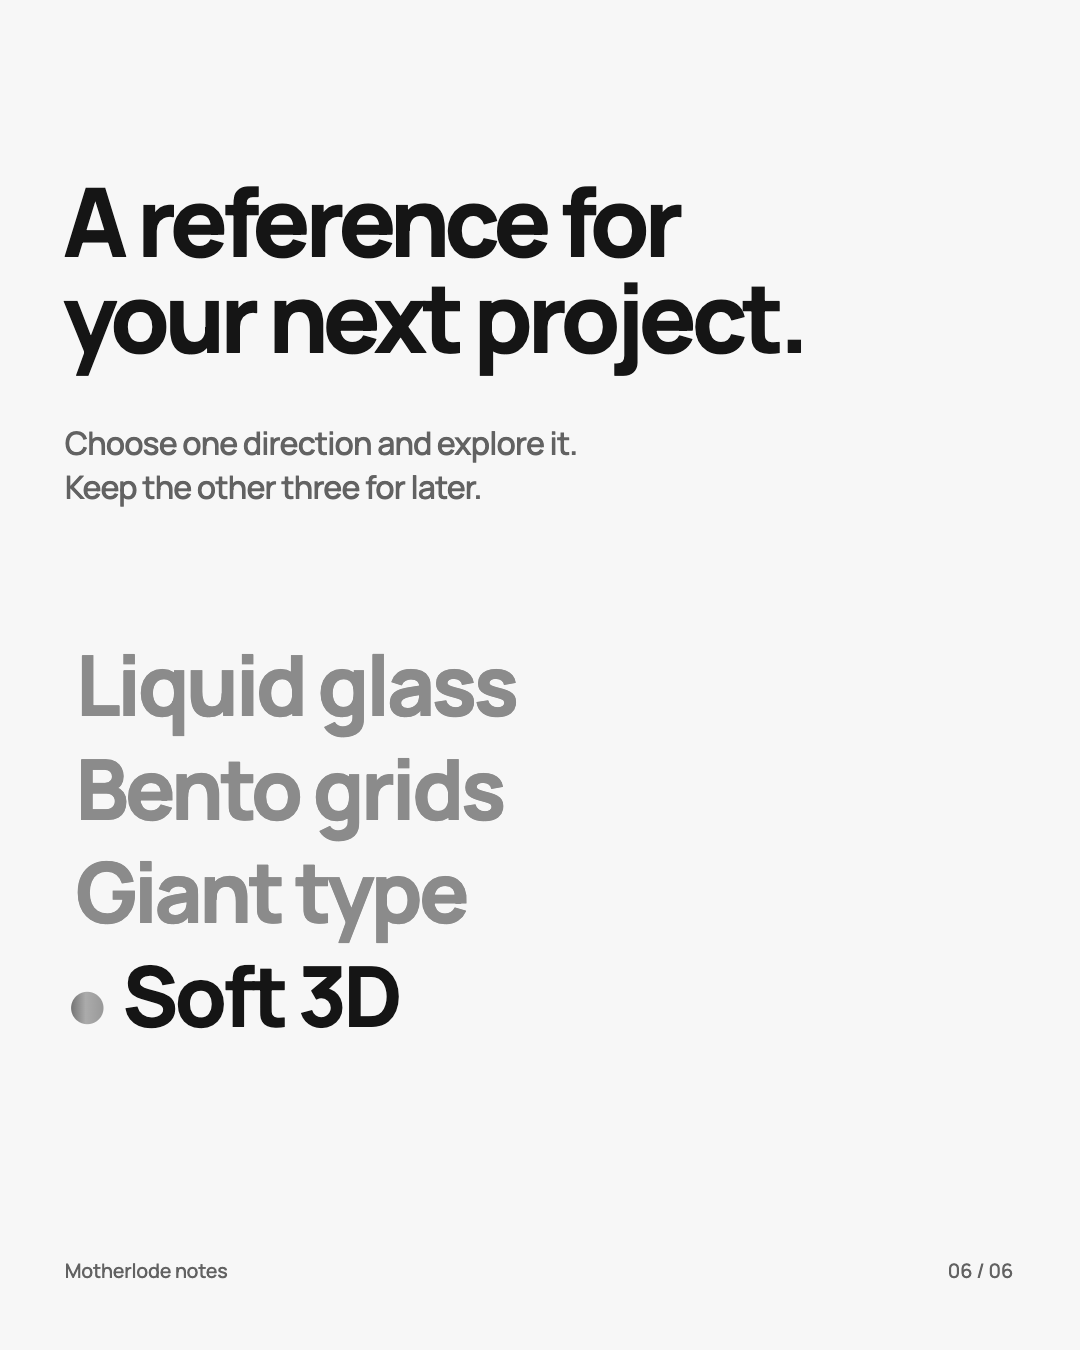 A reference for
your next project.
Choose one direction and explore it.
Keep the other three for later.
Liquid glass
Bento grids
Giant type
Soft 3D
Motherlode notes
06 / 06